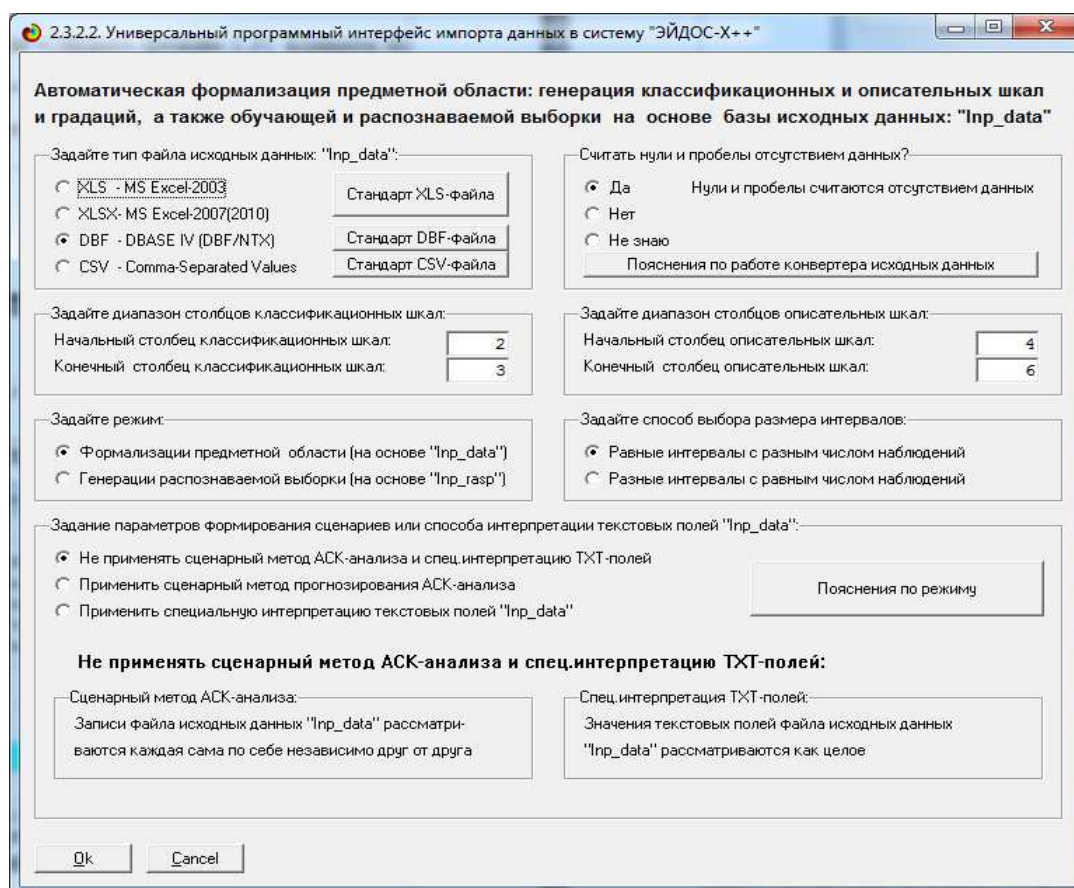 2.3.2.2. Универсальный программный интерфейс импорта данных в систему "ЭЙДОС-X++"
Автоматическая формализация предметной области: генерация классификационных и описательных шкал
и градаций, а также обучающей и распознаваемой выборки на основе базы исходных данных: "Inp_data"
Задайте тип файла исходных данных: "Inp_data":
XLS - MS Excel-2003
XLSX- MS Excel-2007(2010)
DBF - DBASE IV (DBF/NTX)
CSV - Comma-Separated Values
Стандарт XLS-файла
Стандарт DBF-файла
Стандарт CSV-файла
Считать нули и пробелы отсутствием данных?
Да Нули и пробелы считаются отсутствием данных
Нет
Не знаю
Пояснения по работе конвертера исходных данных
Задайте диапазон столбцов классификационных шкал:
Начальный столбец классификационных шкал: 2
Конечный столбец классификационных шкал: 3
Задайте диапазон столбцов описательных шкал:
Начальный столбец описательных шкал: 4
Конечный столбец описательных шкал: 6
Задайте режим:
Формализации предметной области (на основе "Inp_data")
Генерации распознаваемой выборки (на основе "Inp_rasp")
Задайте способ выбора размера интервалов:
Равные интервалы с разным числом наблюдений
Разные интервалы с равным числом наблюдений
Задание параметров формирования сценариев или способа интерпретации текстовых полей "Inp_data":
Не применять сценарный метод АСК-анализа и спец.интерпретацию TXT-полей
Применить сценарный метод прогнозирования АСК-анализа
Применить специальную интерпретацию текстовых полей "Inp_data"
Пояснения по режиму
Не применять сценарный метод АСК-анализа и спец.интерпретацию TXT-полей:
Сценарный метод АСК-анализа:
Записи файла исходных данных "Inp_data" рассматри-
ваются каждая сама по себе независимо друг от друга
Спец.интерпретация TXT-полей:
Значения текстовых полей файла исходных данных
"Inp_data" рассматриваются как целое
Ok
Cancel